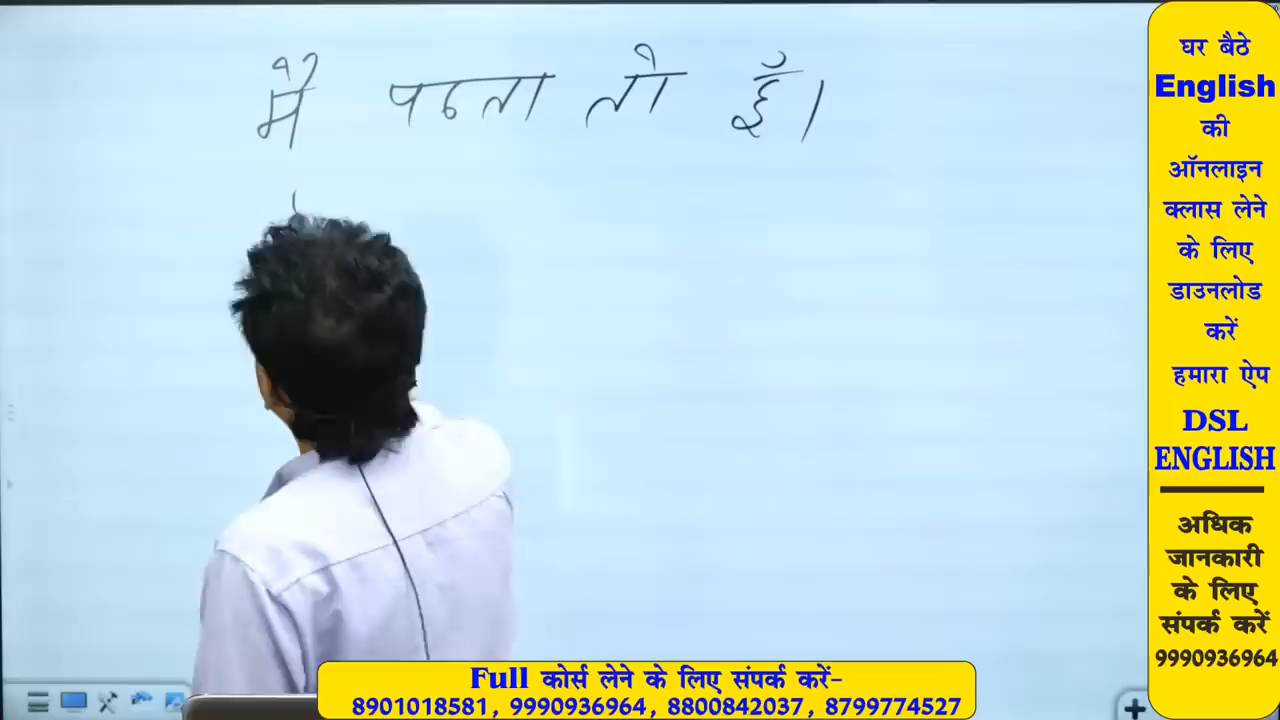 मैं पढता तो हूँ।
घर बैठे
English
की
ऑनलाइन
क्लास लेने
के लिए
डाउनलोड
करें
हमारा ऐप
DSL
ENGLISH
अधिक
जानकारी
के लिए
संपर्क करें
9990936964
Full कोर्स लेने के लिए संपर्क करें-
8901018581, 9990936964, 8800842037, 8799774527